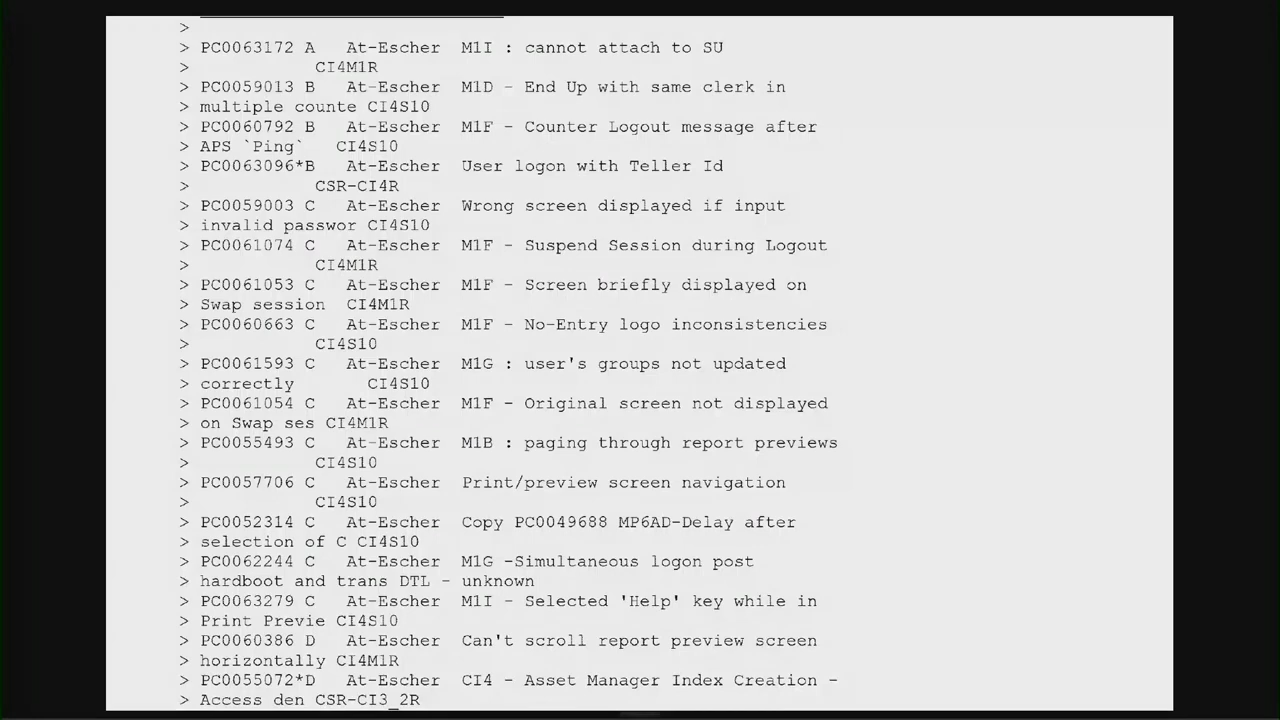 >
> PC0063172 A   At-Escher  M1I : cannot attach to SU
>            CI4M1R
> PC0059013 B   At-Escher  M1D - End Up with same clerk in
> multiple counte CI4S10
> PC0060792 B   At-Escher  M1F - Counter Logout message after
> APS `Ping`   CI4S10
> PC0063096*B   At-Escher  User logon with Teller Id
>            CSR-CI4R
> PC0059003 C   At-Escher  Wrong screen displayed if input
> invalid passwor CI4S10
> PC0061074 C   At-Escher  M1F - Suspend Session during Logout
>            CI4M1R
> PC0061053 C   At-Escher  M1F - Screen briefly displayed on
> Swap session  CI4M1R
> PC0060663 C   At-Escher  M1F - No-Entry logo inconsistencies
>            CI4S10
> PC0061593 C   At-Escher  M1G : user's groups not updated
> correctly       CI4S10
> PC0061054 C   At-Escher  M1F - Original screen not displayed
> on Swap ses CI4M1R
> PC0055493 C   At-Escher  M1B : paging through report previews
>            CI4S10
> PC0057706 C   At-Escher  Print/preview screen navigation
>            CI4S10
> PC0052314 C   At-Escher  Copy PC0049688 MP6AD-Delay after
> selection of C CI4S10
> PC0062244 C   At-Escher  M1G -Simultaneous logon post
> hardboot and trans DTL - unknown
> PC0063279 C   At-Escher  M1I - Selected 'Help' key while in
> Print Previe CI4S10
> PC0060386 D   At-Escher  Can't scroll report preview screen
> horizontally CI4M1R
> PC0055072*D   At-Escher  CI4 - Asset Manager Index Creation -
> Access den CSR-CI3_2R